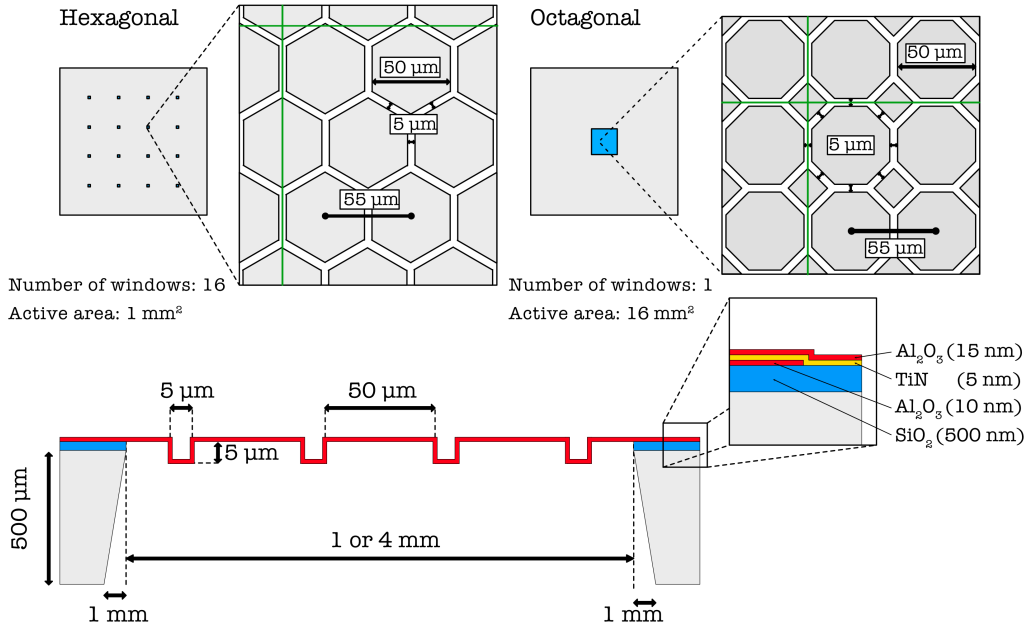 Hexagonal
50 µm
5 µm
55 µm
Number of windows: 16
Active area: 1 mm²
Octagonal
50 µm
5 µm
55 µm
Number of windows: 1
Active area: 16 mm²
Al₂O₃ (15 nm)
TiN (5 nm)
Al₂O₃ (10 nm)
SiO₂ (500 nm)
5 µm
50 µm
5 µm
500 µm
1 or 4 mm
1 mm
1 mm